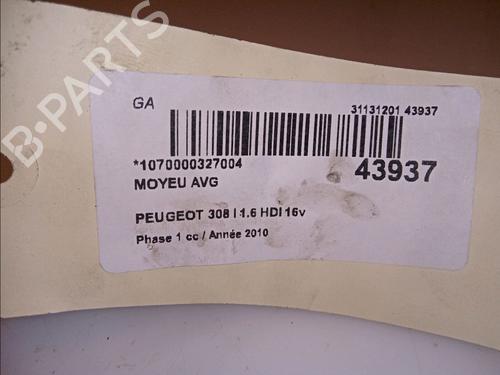 B-PARTS
GA
31131201 43937
*1070000327004
43937
MOYEU AVG
PEUGEOT 308 I 1.6 HDI 16v
Phase 1 cc / Année 2010